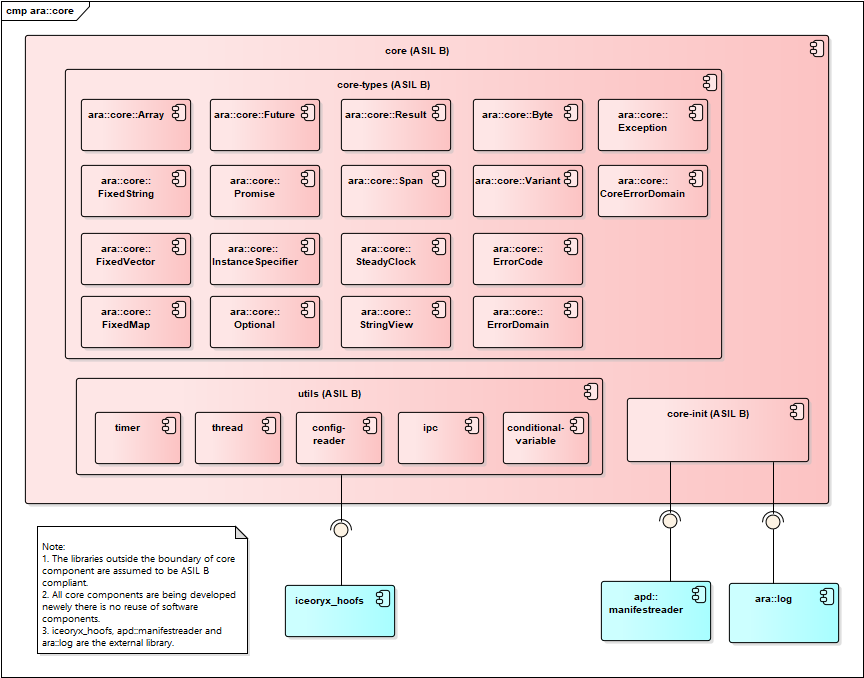 cmp ara::core
core (ASIL B)
core-types (ASIL B)
ara::core::Array
ara::core::Future
ara::core::Result
ara::core::Byte
ara::core::
Exception
ara::core::
FixedString
ara::core::
Promise
ara::core::Span
ara::core::Variant
ara::core::
CoreErrorDomain
ara::core::
FixedVector
ara::core::
InstanceSpecifier
ara::core::
SteadyClock
ara::core::
ErrorCode
ara::core::
FixedMap
ara::core::
Optional
ara::core::
StringView
ara::core::
ErrorDomain
utils (ASIL B)
timer
thread
config-
reader
ipc
conditional-
variable
core-init (ASIL B)
Note:
1. The libraries outside the boundary of core
component are assumed to be ASIL B
compliant.
2. All core components are being developed
newely there is no reuse of software
components.
3. iceoryx_hoofs, apd::manifestreader and
ara::log are the external library.
iceoryx_hoofs
apd::
manifestreader
ara::log